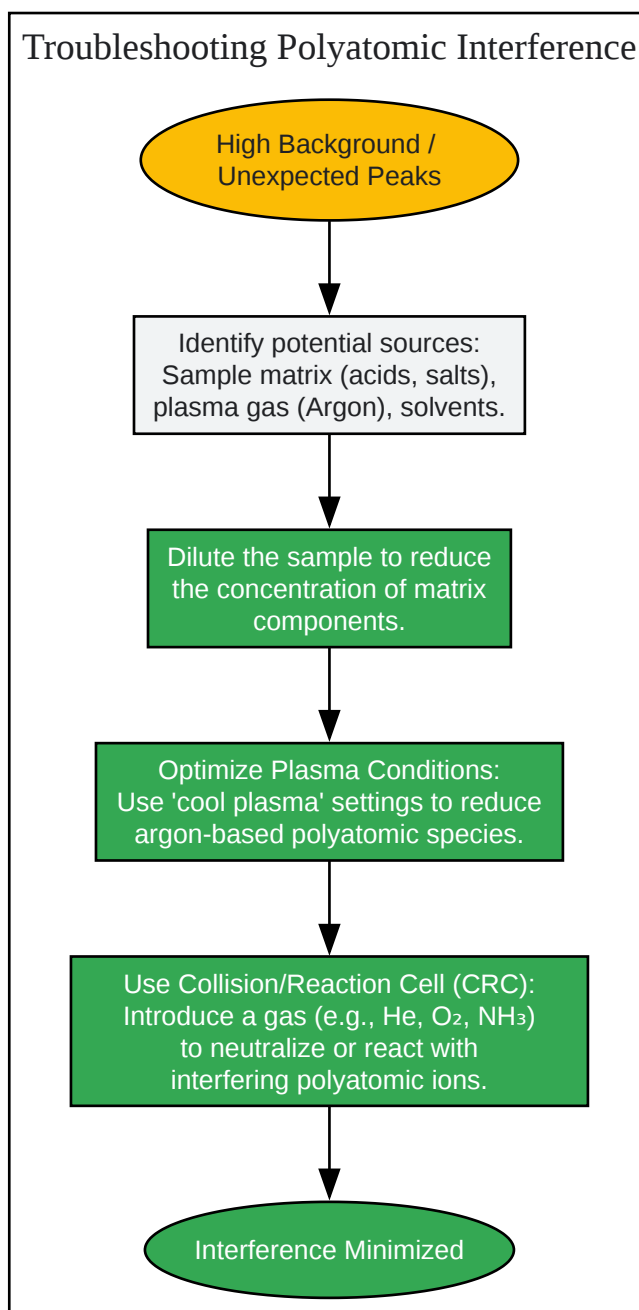 Troubleshooting Polyatomic Interference
High Background /
Unexpected Peaks
Identify potential sources:
Sample matrix (acids, salts),
plasma gas (Argon), solvents.
Dilute the sample to reduce
the concentration of matrix
components.
Optimize Plasma Conditions:
Use 'cool plasma' settings to reduce
argon-based polyatomic species.
Use Collision/Reaction Cell (CRC):
Introduce a gas (e.g., He, O₂, NH₃)
to neutralize or react with
interfering polyatomic ions.
Interference Minimized